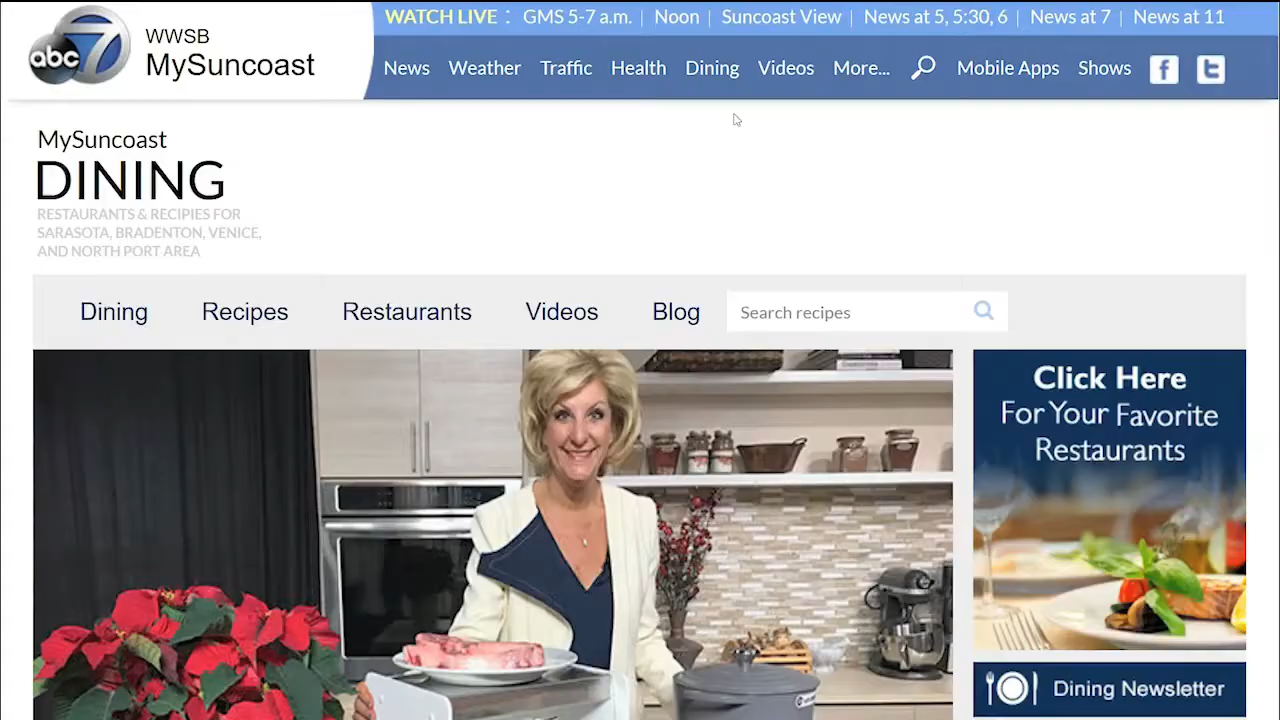 WATCH LIVE : GMS 5-7 a.m. | Noon | Suncoast View | News at 5, 5:30, 6 | News at 7 | News at 11
abc 7
WWSB
MySuncoast
News Weather Traffic Health Dining Videos More... Mobile Apps Shows f t
MySuncoast
DINING
RESTAURANTS & RECIPIES FOR
SARASOTA, BRADENTON, VENICE,
AND NORTH PORT AREA
Dining Recipes Restaurants Videos Blog Search recipes
Click Here
For Your Favorite
Restaurants
Dining Newsletter